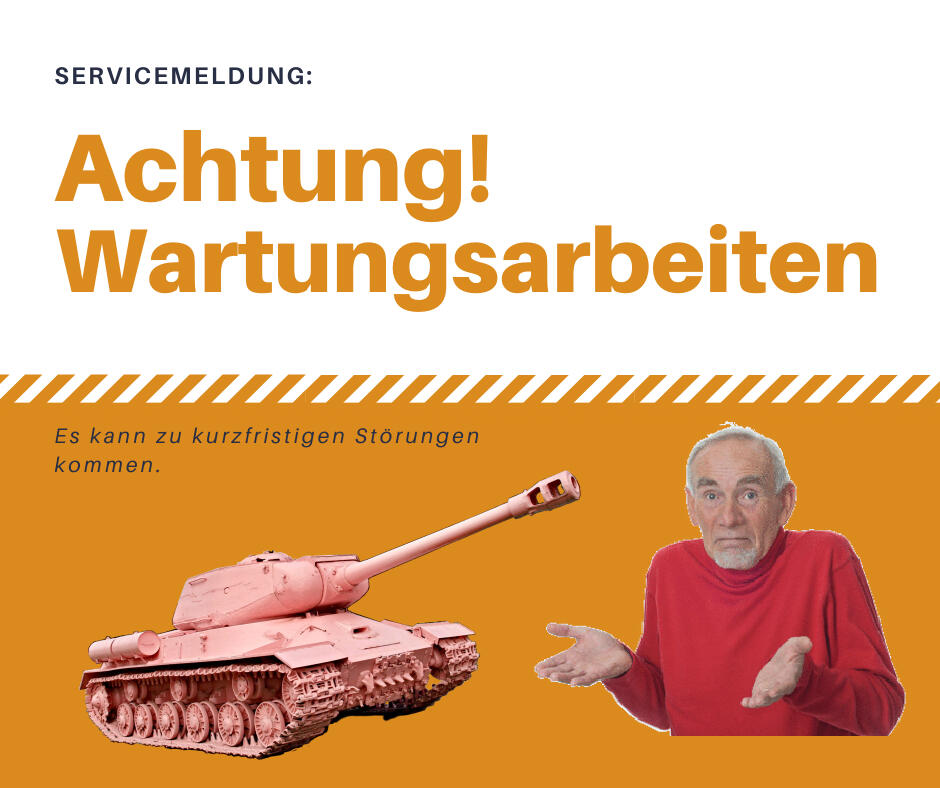 SERVICEMELDUNG:
Achtung!
Wartungsarbeiten
Es kann zu kurzfristigen Störungen
kommen.